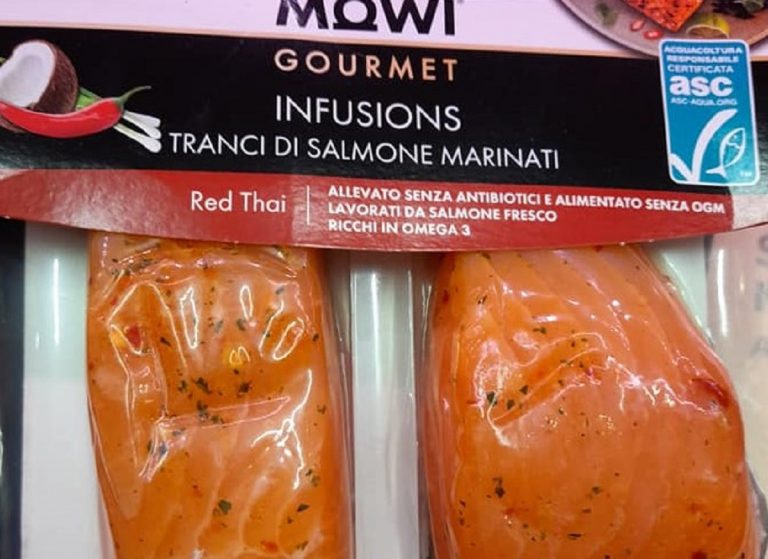 MOWI
GOURMET
INFUSIONS
TRANCI DI SALMONE MARINATI
Red Thai
ALLEVATO SENZA ANTIBIOTICI E ALIMENTATO SENZA OGM
LAVORATI DA SALMONE FRESCO
RICCHI IN OMEGA 3
ACQUACOLTURA
RESPONSABILE
CERTIFICATA
asc
ASC-AQUA.ORG